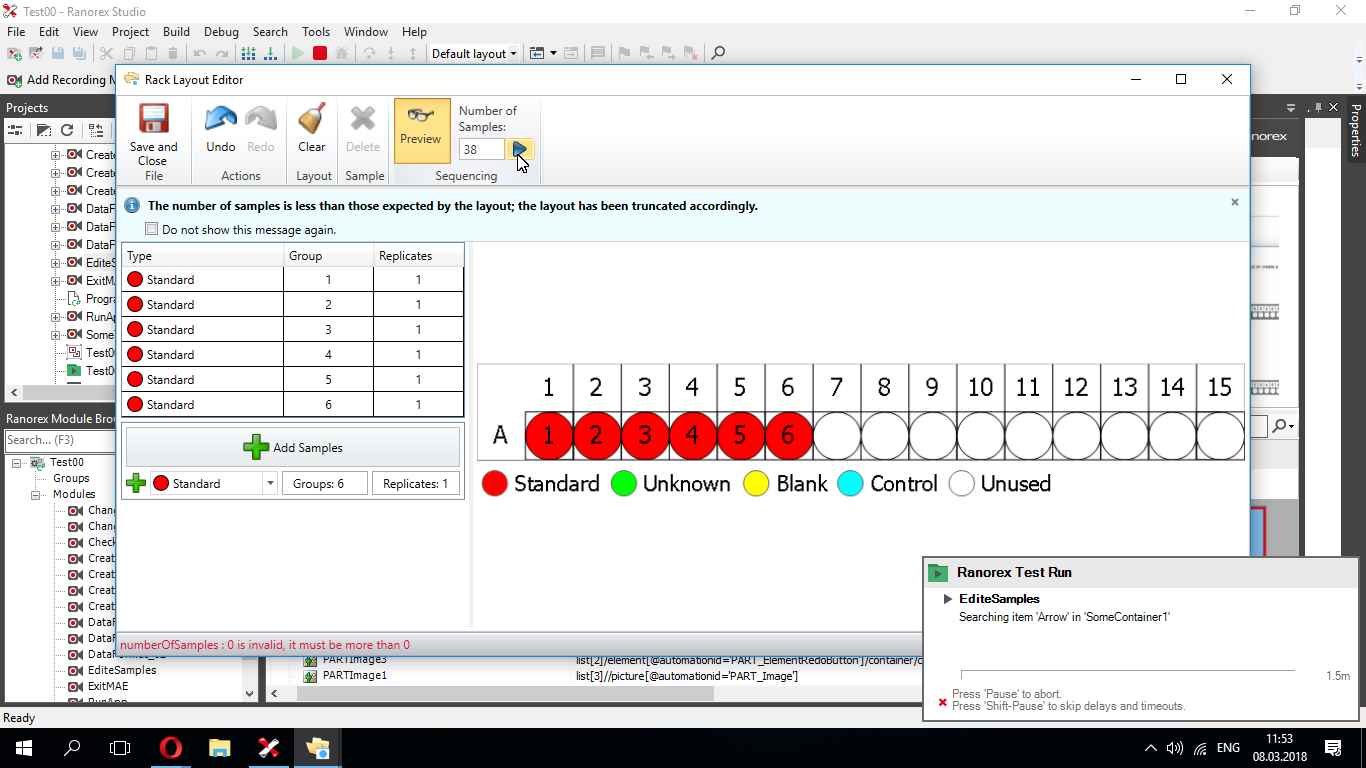 Test00 - Ranorex Studio
File Edit View Project Build Debug Search Tools Window Help
Default layout
Add Recording M
Rack Layout Editor
Projects
Properties
Save and Close
Undo
Redo
Clear
Delete
Preview
Number of Samples:
38
File
Actions
Layout
Sample
Sequencing
The number of samples is less than those expected by the layout; the layout has been truncated accordingly.
Do not show this message again.
Type Group Replicates
Standard 1 1
Standard 2 1
Standard 3 1
Standard 4 1
Standard 5 1
Standard 6 1
Add Samples
Standard Groups: 6 Replicates: 1
1 2 3 4 5 6 7 8 9 10 11 12 13 14 15
A 1 2 3 4 5 6
Standard Unknown Blank Control Unused
numberOfSamples : 0 is invalid, it must be more than 0
Create
Create
Create
DataF
DataF
DataF
EditeS
ExitM
Progra
RunAp
Some
Test0
Test0
Ranorex Module Brow
Search... (F3)
Test00
Groups
Modules
Chan
Chan
Check
Creat
Creat
Creat
Creat
DataF
DataF
EditeSamples
ExitMAE
RunApp
PARTImage3 list[2]/element[@automationid='PART_ElementRedoButton']/container/c
PARTImage1 list[3]//picture[@automationid='PART_Image']
norex
Ranorex Test Run
EditeSamples
Searching item 'Arrow' in 'SomeContainer1'
1.5m
Press 'Pause' to abort.
Press 'Shift-Pause' to skip delays and timeouts.
Ready
ENG
11:53
08.03.2018